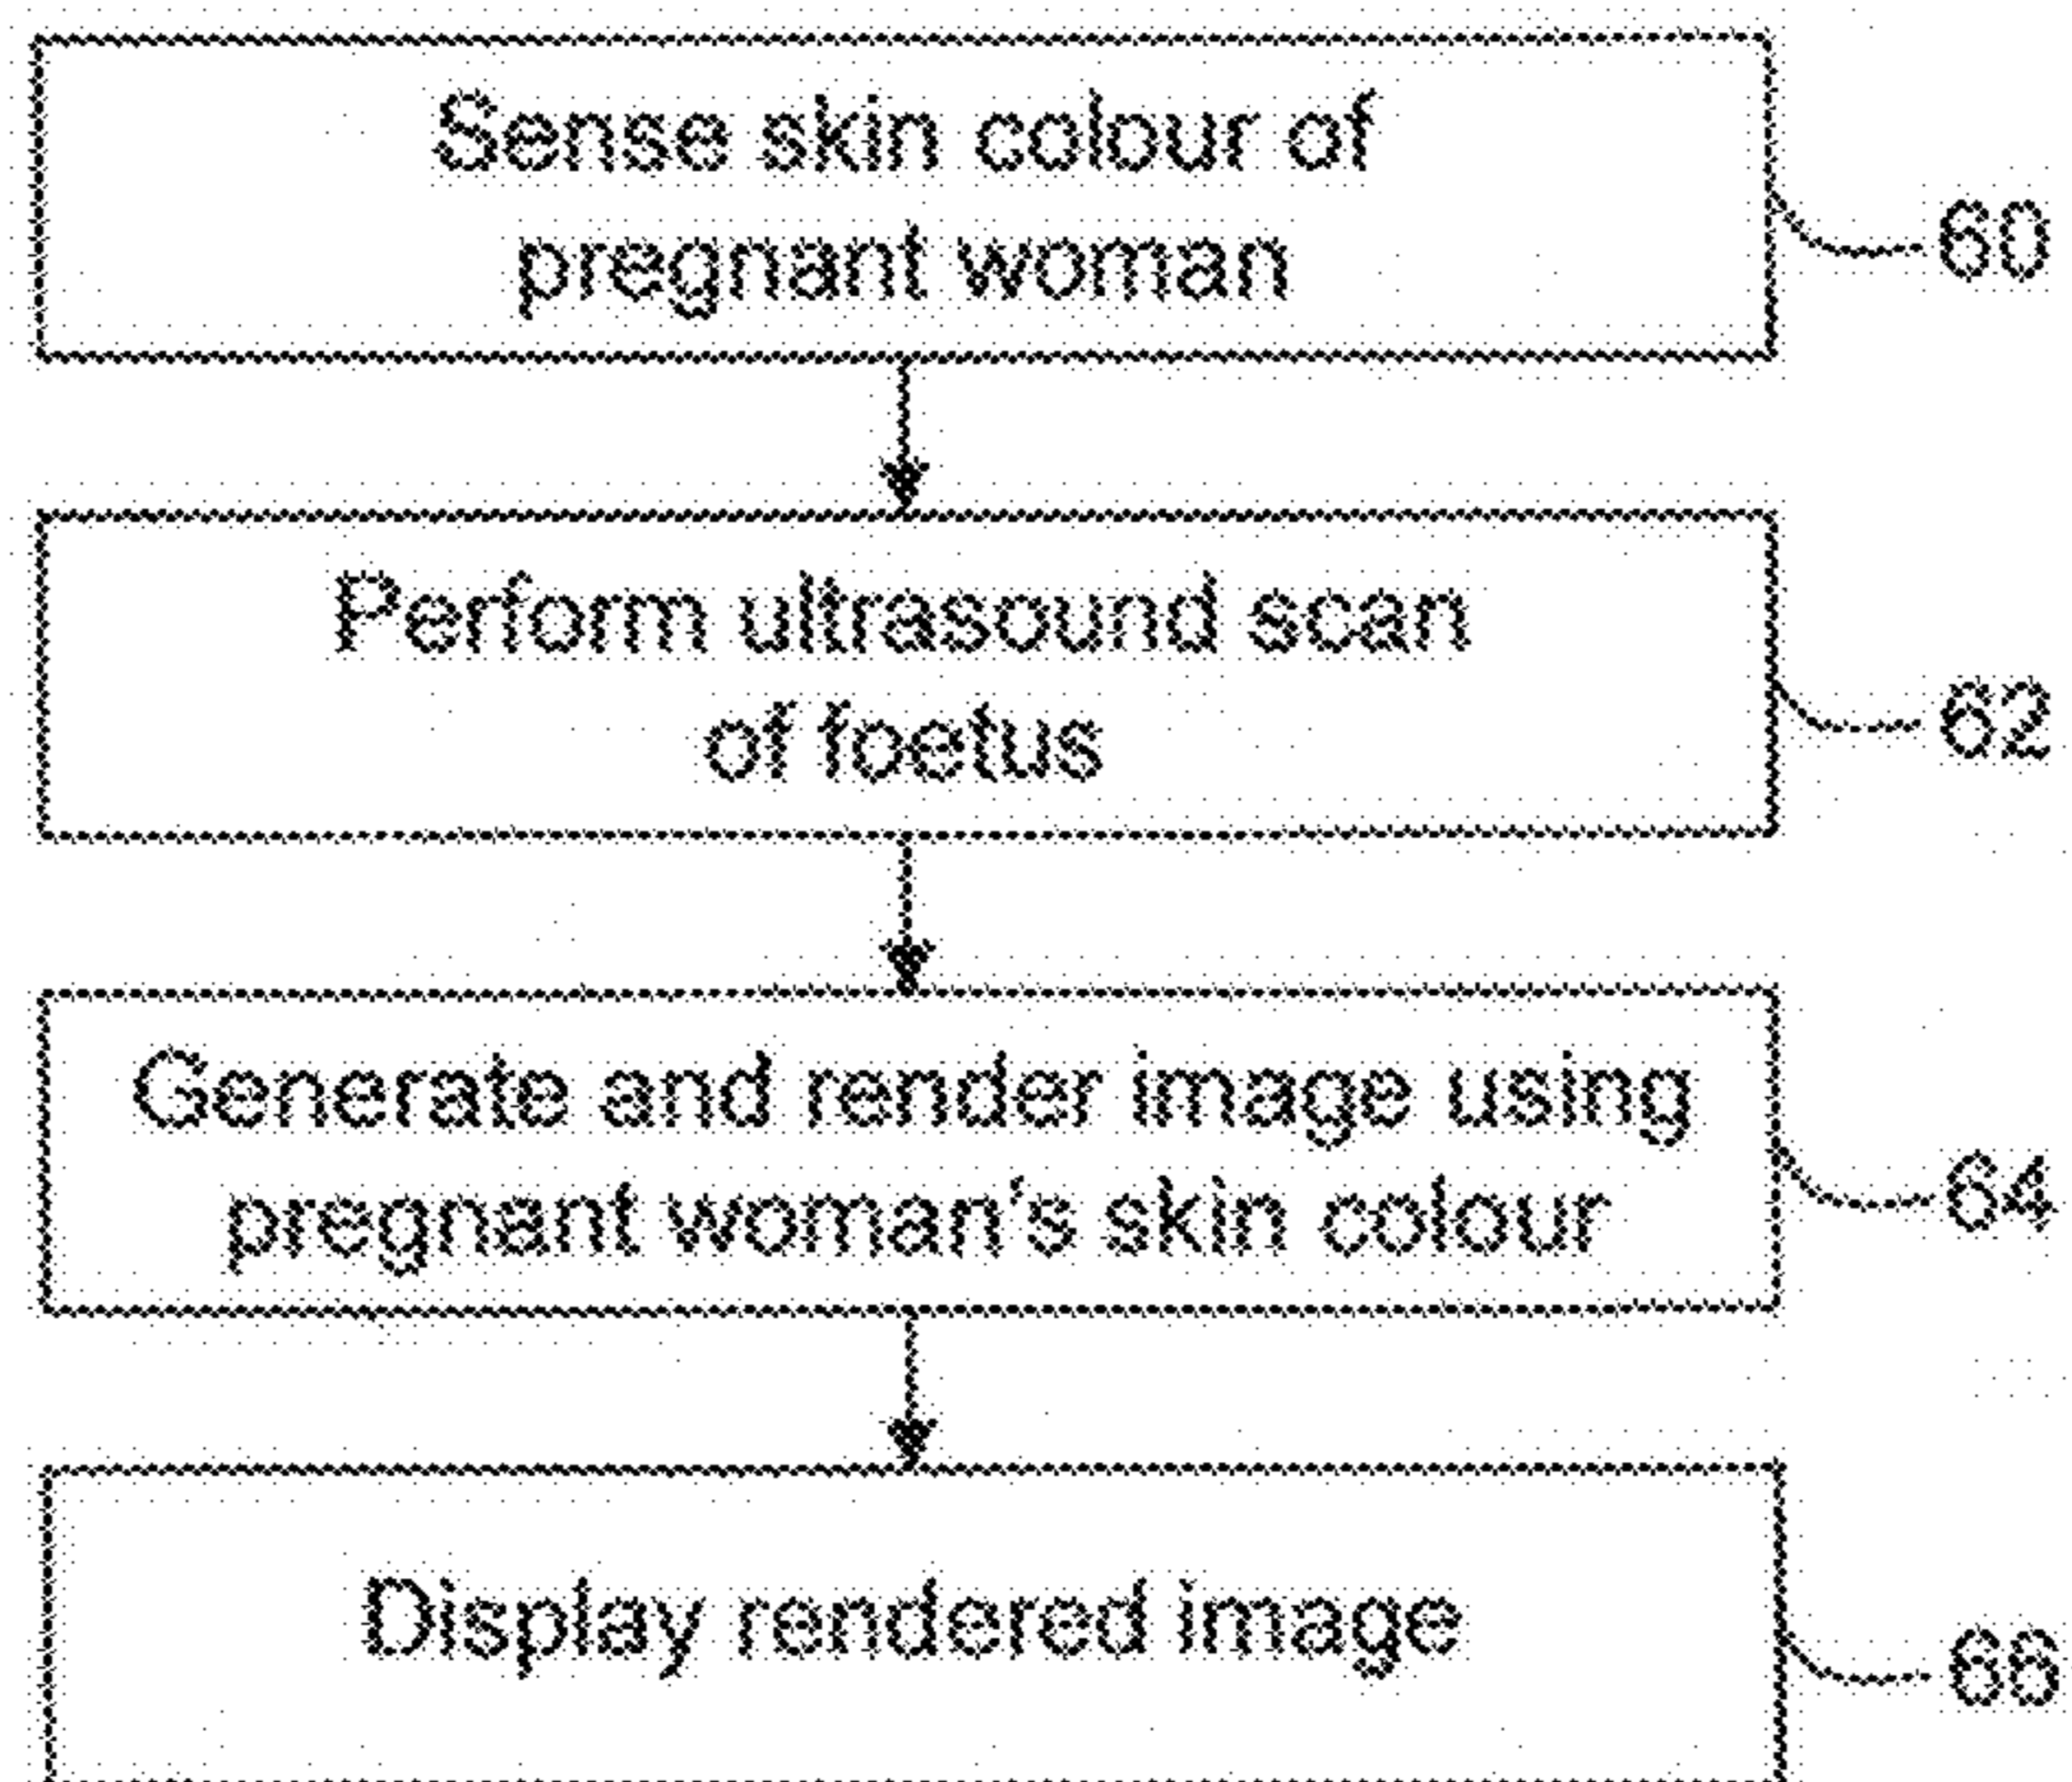 Sense skin colour of
pregnant woman
60
Perform ultrasound scan
of foetus
62
Generate and render image using
pregnant woman's skin colour
64
Display rendered image
66